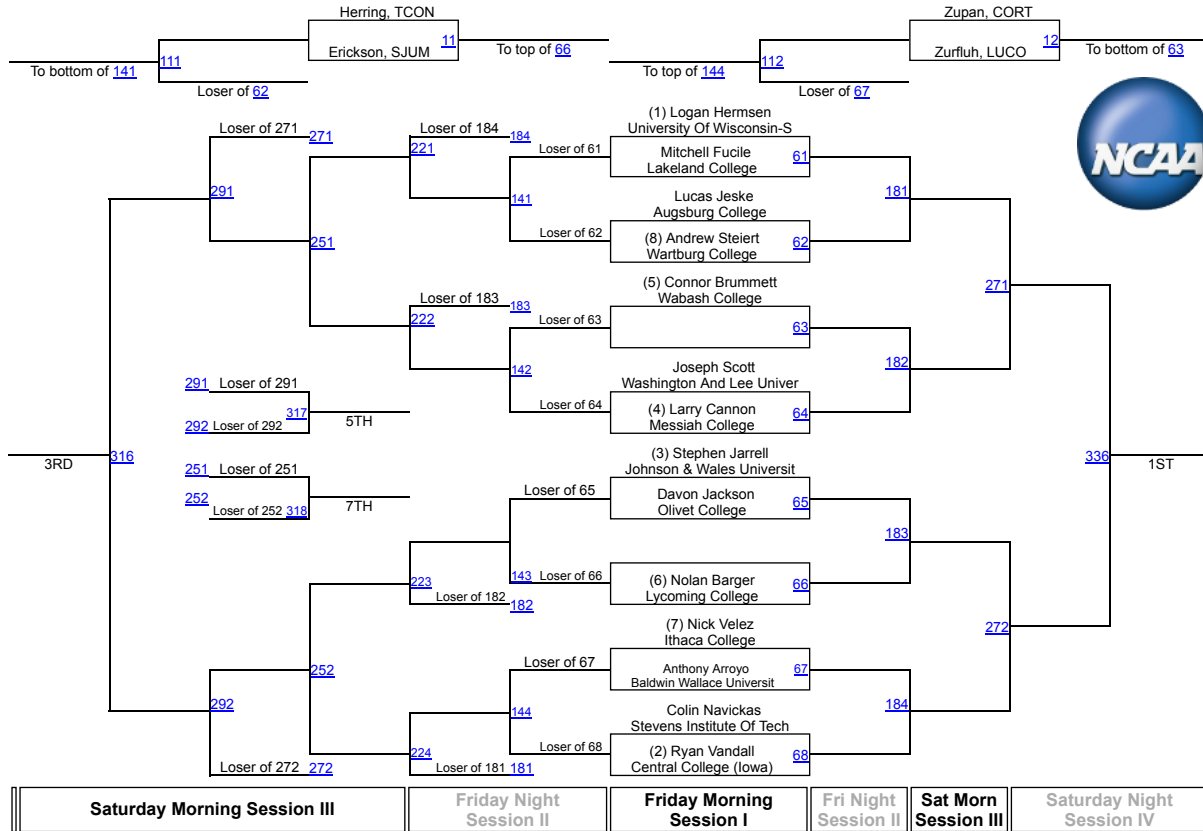 Herring, TCON
Erickson, SJUM
11
To top of 66
111
To bottom of 141
Loser of 62
Zupan, CORT
Zurfluh, LUCO
12
To bottom of 63
112
To top of 144
Loser of 67
NCAA
Loser of 271 271
Loser of 184 184
221
Loser of 61
(1) Logan Hermsen
University Of Wisconsin-S
Mitchell Fucile
Lakeland College
61
291
141
181
Lucas Jeske
Augsburg College
251
Loser of 62
(8) Andrew Steiert
Wartburg College
62
(5) Connor Brummett
Wabash College
271
Loser of 183 183
222
Loser of 63
63
142
182
Joseph Scott
Washington And Lee Univer
291 Loser of 291
317
5TH
292 Loser of 292
Loser of 64
(4) Larry Cannon
Messiah College
64
3RD
316
336
1ST
(3) Stephen Jarrell
Johnson & Wales Universit
251 Loser of 251
252
Loser of 252 318
7TH
Loser of 65
Davon Jackson
Olivet College
65
183
223
143 Loser of 66
(6) Nolan Barger
Lycoming College
66
Loser of 182 182
272
(7) Nick Velez
Ithaca College
252
Loser of 67
Anthony Arroyo
Baldwin Wallace Universit
67
292
144
184
Colin Navickas
Stevens Institute Of Tech
224
Loser of 68
(2) Ryan Vandall
Central College (Iowa)
68
Loser of 272 272
Loser of 181 181
Saturday Morning Session III
Friday Night
Session II
Friday Morning
Session I
Fri Night
Session II
Sat Morn
Session III
Saturday Night
Session IV